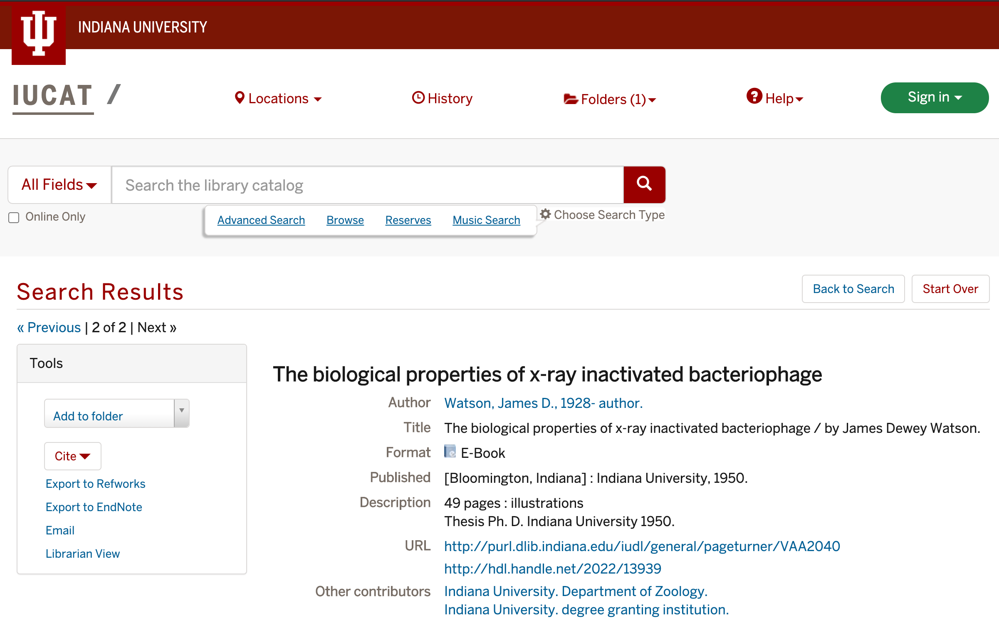 INDIANA UNIVERSITY
IUCAT /
Locations
History
Folders (1)
Help
Sign in
All Fields
Search the library catalog
Online Only
Advanced Search Browse Reserves Music Search
Choose Search Type
Search Results
Back to Search
Start Over
« Previous | 2 of 2 | Next »
Tools
Add to folder
Cite
Export to Refworks
Export to EndNote
Email
Librarian View
The biological properties of x-ray inactivated bacteriophage
Author Watson, James D., 1928- author.
Title The biological properties of x-ray inactivated bacteriophage / by James Dewey Watson.
Format E-Book
Published [Bloomington, Indiana] : Indiana University, 1950.
Description 49 pages : illustrations
Thesis Ph. D. Indiana University 1950.
URL http://purl.dlib.indiana.edu/iudl/general/pageturner/VAA2040
http://hdl.handle.net/2022/13939
Other contributors Indiana University. Department of Zoology.
Indiana University. degree granting institution.